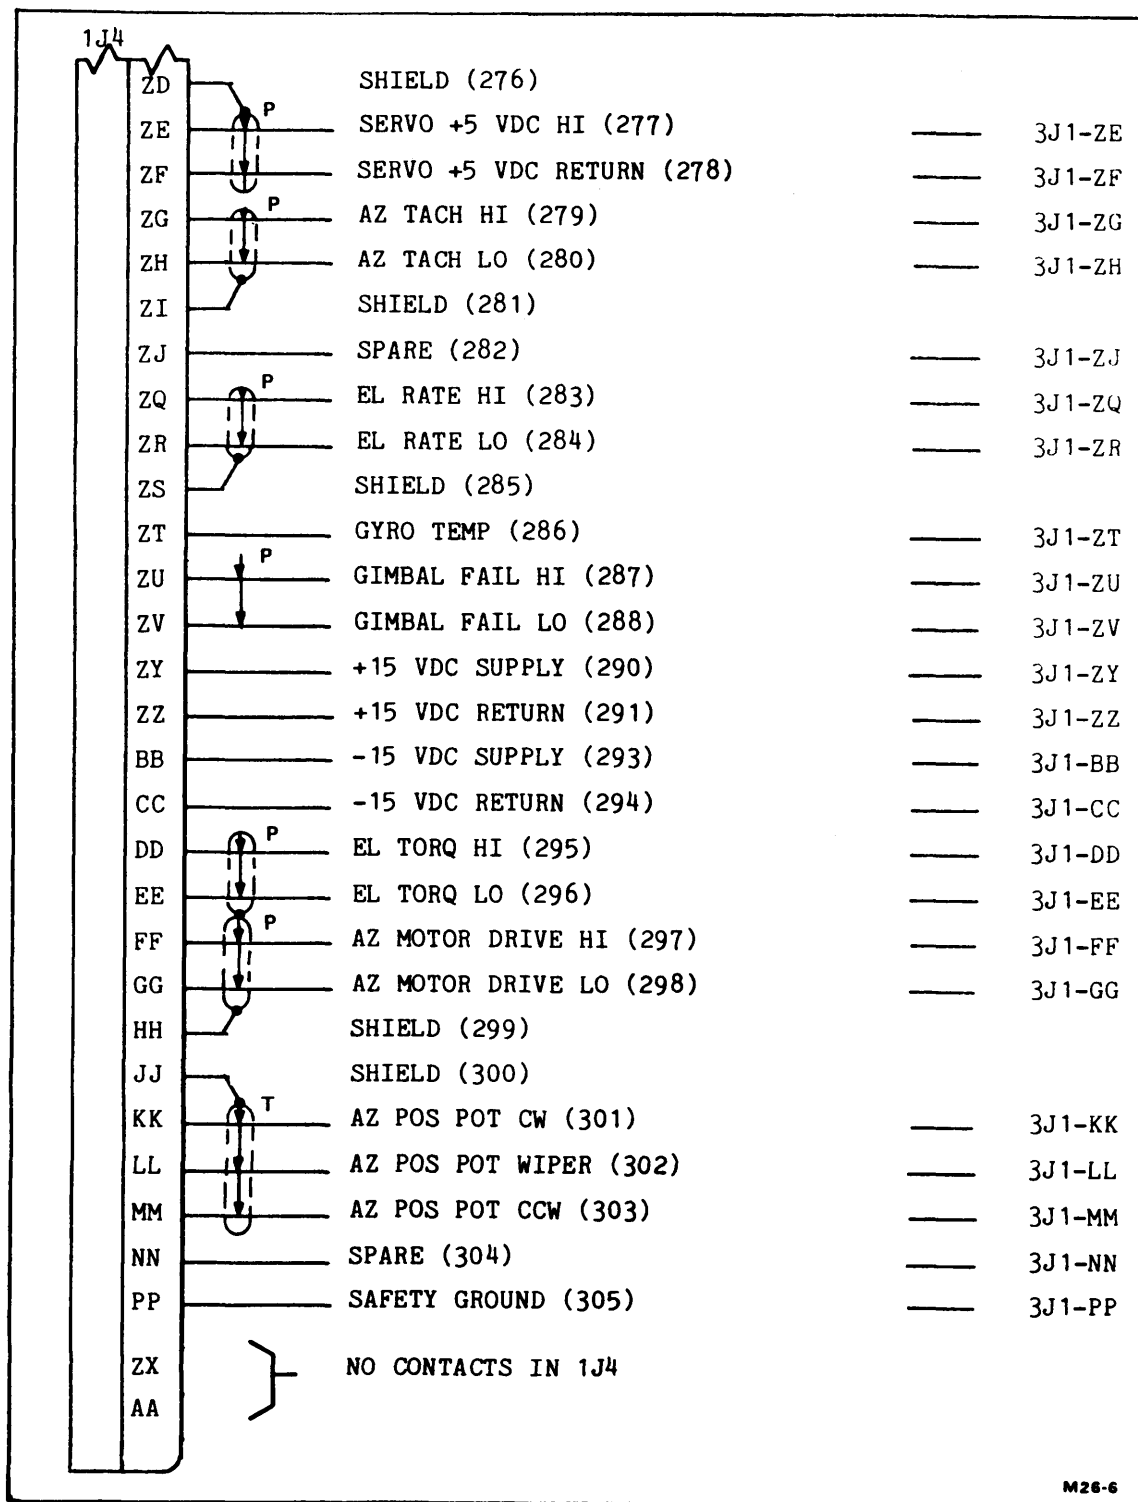 1J4
ZD SHIELD (276)
P
ZE SERVO +5 VDC HI (277) 3J1-ZE
ZF SERVO +5 VDC RETURN (278) 3J1-ZF
P
ZG AZ TACH HI (279) 3J1-ZG
ZH AZ TACH LO (280) 3J1-ZH
ZI SHIELD (281)
ZJ SPARE (282) 3J1-ZJ
P
ZQ EL RATE HI (283) 3J1-ZQ
ZR EL RATE LO (284) 3J1-ZR
ZS SHIELD (285)
ZT GYRO TEMP (286) 3J1-ZT
P
ZU GIMBAL FAIL HI (287) 3J1-ZU
ZV GIMBAL FAIL LO (288) 3J1-ZV
ZY +15 VDC SUPPLY (290) 3J1-ZY
ZZ +15 VDC RETURN (291) 3J1-ZZ
BB -15 VDC SUPPLY (293) 3J1-BB
CC -15 VDC RETURN (294) 3J1-CC
P
DD EL TORQ HI (295) 3J1-DD
EE EL TORQ LO (296) 3J1-EE
P
FF AZ MOTOR DRIVE HI (297) 3J1-FF
GG AZ MOTOR DRIVE LO (298) 3J1-GG
HH SHIELD (299)
JJ SHIELD (300)
T
KK AZ POS POT CW (301) 3J1-KK
LL AZ POS POT WIPER (302) 3J1-LL
MM AZ POS POT CCW (303) 3J1-MM
NN SPARE (304) 3J1-NN
PP SAFETY GROUND (305) 3J1-PP
ZX NO CONTACTS IN 1J4
AA
M26-6